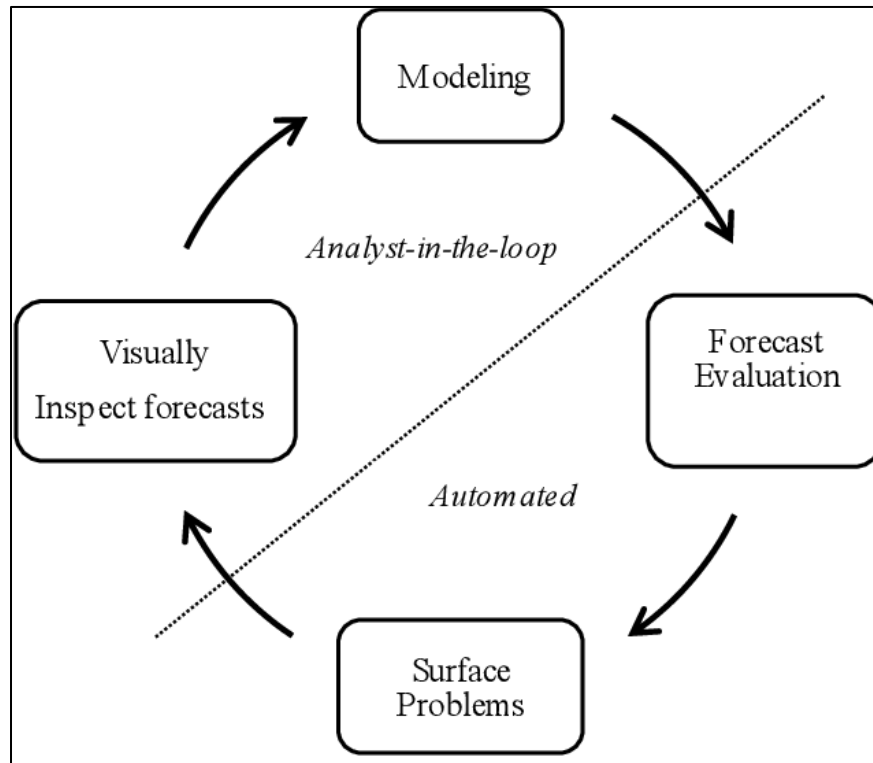 Modeling
Analyst-in-the-loop
Visually
Inspect forecasts
Forecast
Evaluation
Automated
Surface
Problems